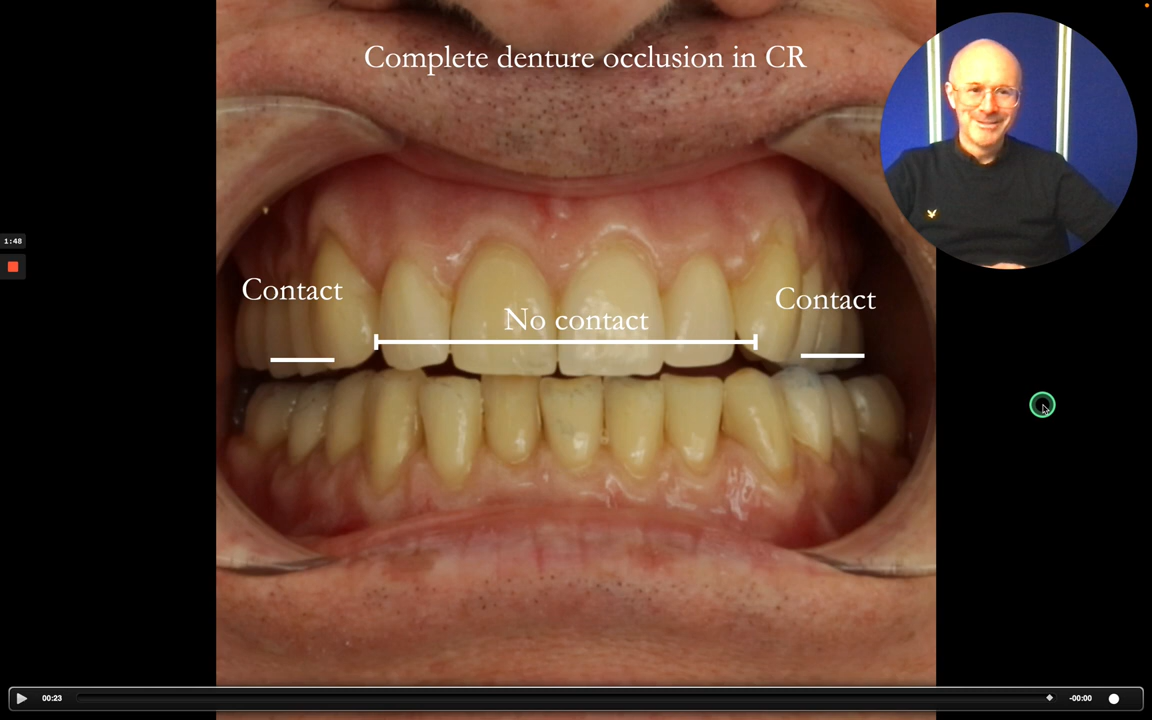 Complete denture occlusion in CR
1:48
Contact
No contact
Contact
00:23
-00:00